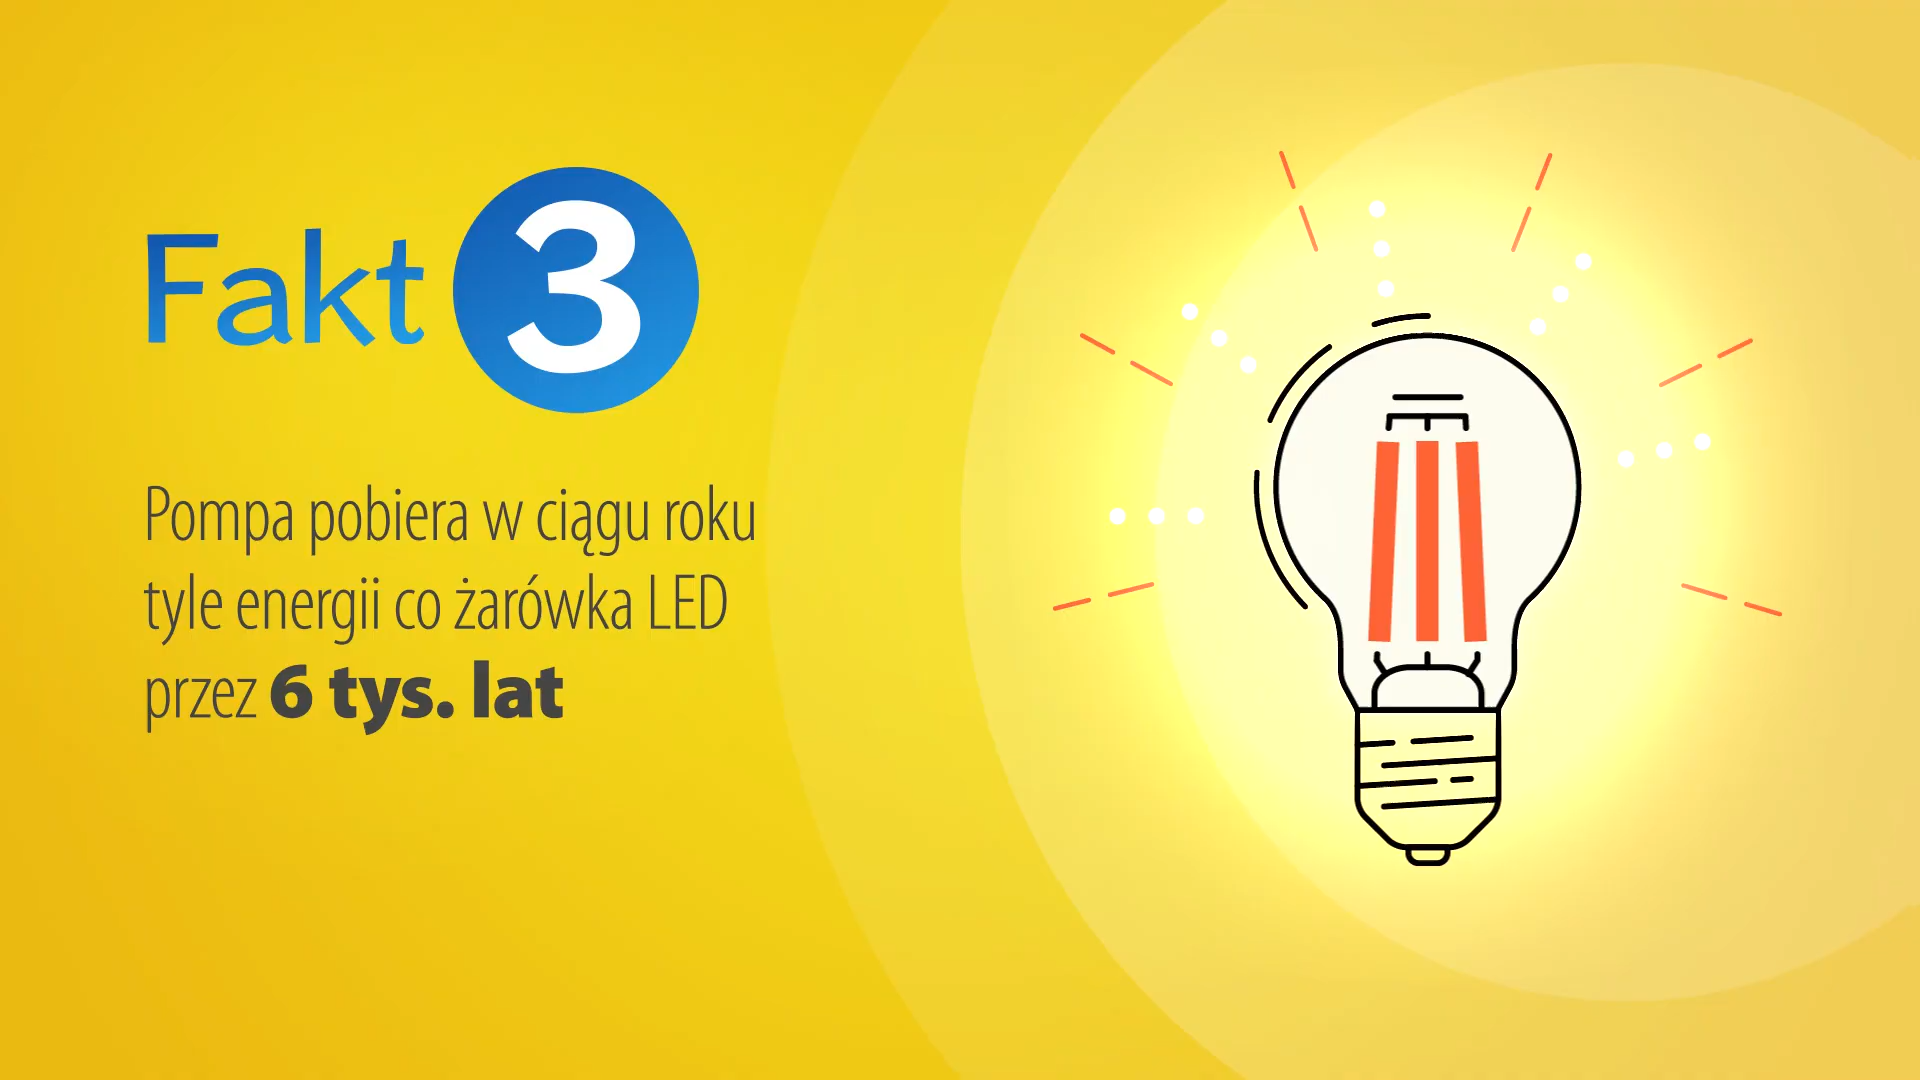 Fakt 3
Pompa pobiera w ciągu roku
tyle energii co żarówka LED
przez 6 tys. lat